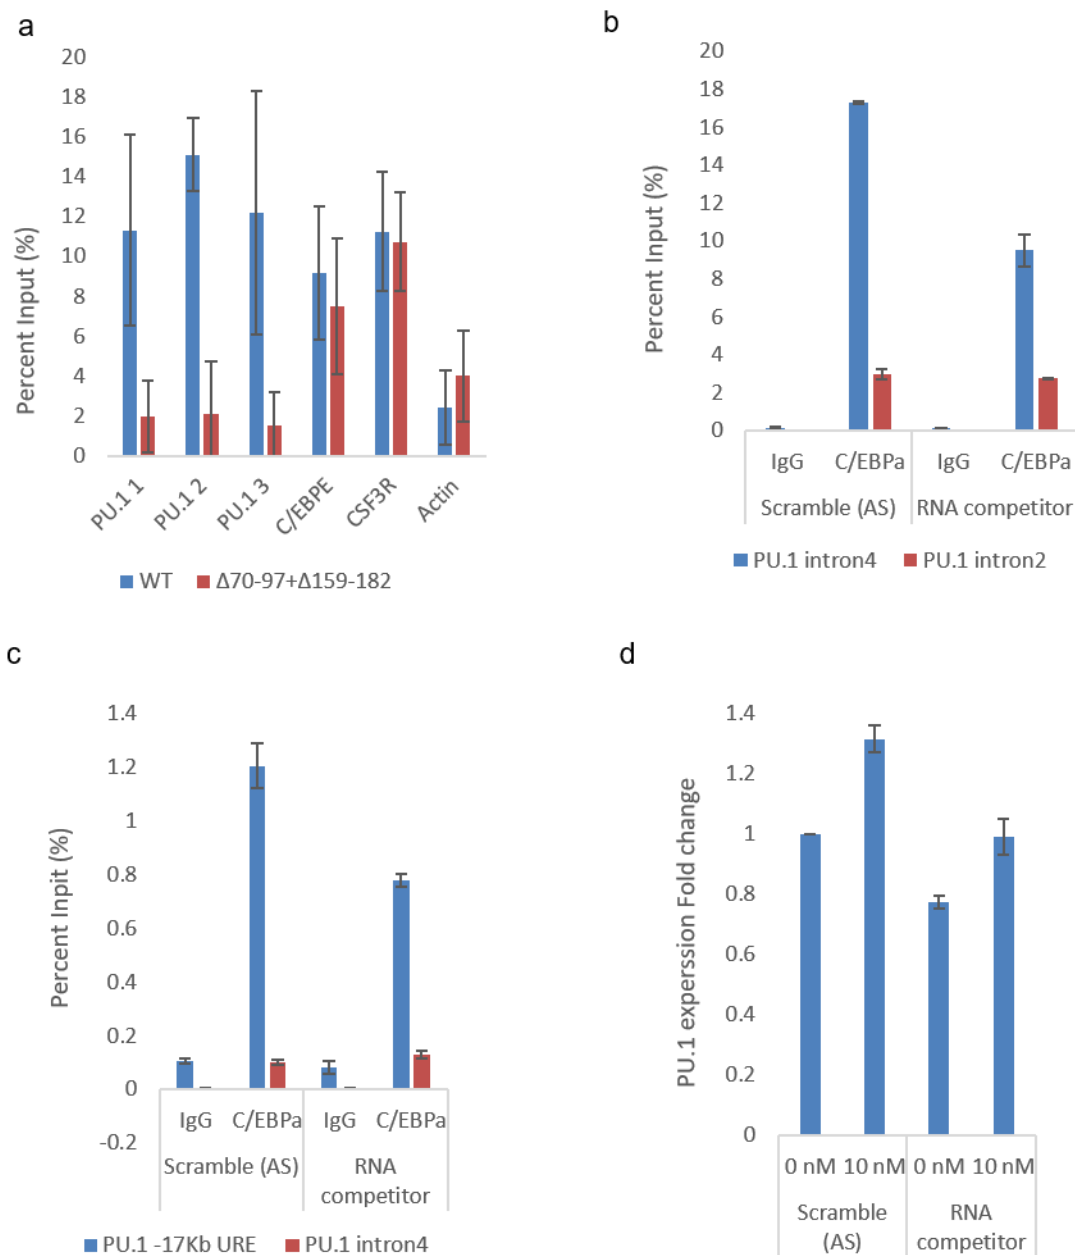 a
20
18
16
14
12
10
8
6
4
2
0
Percent Input (%)
PU.1 1
PU.1 2
PU.1 3
C/EBPE
CSF3R
Actin
WT
Δ70-97+Δ159-182
b
20
18
16
14
12
10
8
6
4
2
0
Percent Input (%)
IgG C/EBPa IgG C/EBPa
Scramble (AS) RNA competitor
PU.1 intron4 PU.1 intron2
c
1.4
1.2
1
0.8
0.6
0.4
0.2
0
-0.2
Percent Inpit (%)
IgG C/EBPa IgG C/EBPa
Scramble (AS) RNA
competitor
PU.1 -17Kb URE PU.1 intron4
d
1.4
1.2
1
0.8
0.6
0.4
0.2
0
PU.1 experssion Fold change
0 nM 10 nM 0 nM 10 nM
Scramble RNA
(AS) competitor